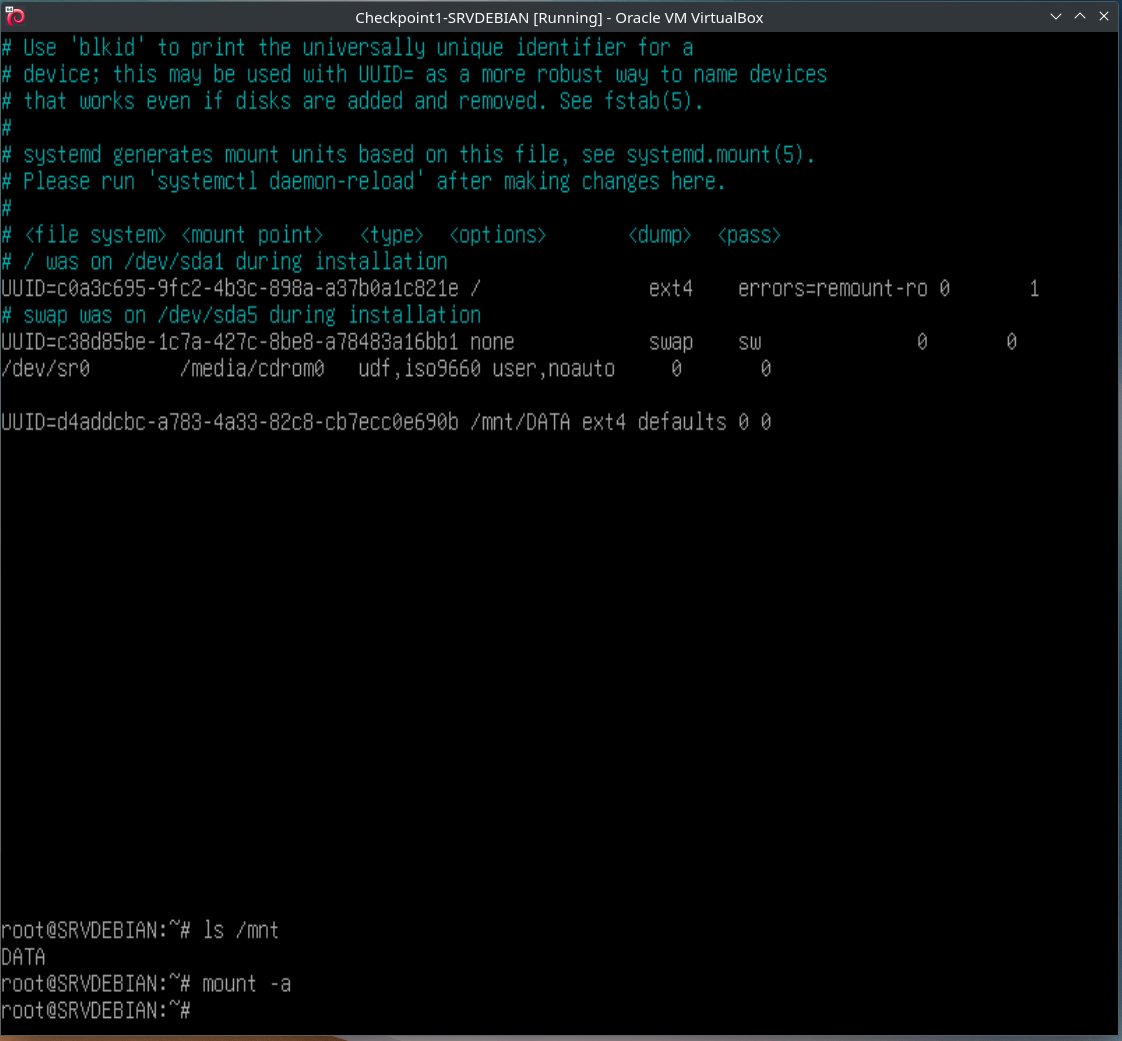 Checkpoint1-SRVDEBIAN [Running] - Oracle VM VirtualBox
# Use 'blkid' to print the universally unique identifier for a
# device; this may be used with UUID= as a more robust way to name devices
# that works even if disks are added and removed. See fstab(5).
#
# systemd generates mount units based on this file, see systemd.mount(5).
# Please run 'systemctl daemon-reload' after making changes here.
#
# <file system> <mount point>   <type>  <options>       <dump>  <pass>
# / was on /dev/sda1 during installation
UUID=c0a3c695-9fc2-4b3c-898a-a37b0a1c821e /               ext4    errors=remount-ro 0       1
# swap was on /dev/sda5 during installation
UUID=c38d85be-1c7a-427c-8be8-a78483a16bb1 none            swap    sw              0       0
/dev/sr0        /media/cdrom0   udf,iso9660 user,noauto     0       0
UUID=d4addcbc-a783-4a33-82c8-cb7ecc0e690b /mnt/DATA ext4 defaults 0 0
root@SRVDEBIAN:~# ls /mnt
DATA
root@SRVDEBIAN:~# mount -a
root@SRVDEBIAN:~#